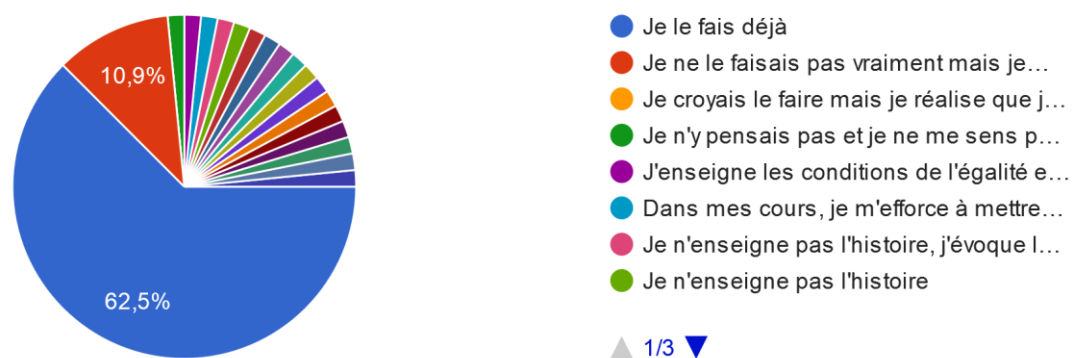 Je le fais déjà
10,9%
Je ne le faisais pas vraiment mais je…
Je croyais le faire mais je réalise que j…
Je n'y pensais pas et je ne me sens p…
J'enseigne les conditions de l'égalité e…
Dans mes cours, je m'efforce à mettre…
Je n'enseigne pas l'histoire, j'évoque l…
Je n'enseigne pas l'histoire
62,5%
1/3